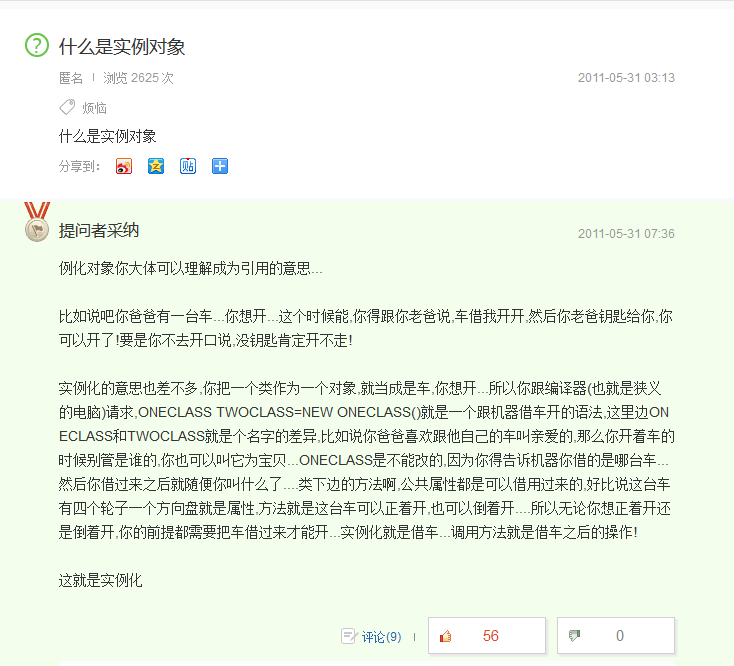 什么是实例对象
匿名 | 浏览 2625 次
2011-05-31 03:13
烦恼
什么是实例对象
分享到：
贴
提问者采纳
2011-05-31 07:36
例化对象你大体可以理解成为引用的意思...
比如说吧你爸爸有一台车...你想开...这个时候能,你得跟你老爸说,车借我开开,然后你老爸钥匙给你,你
可以开了!要是你不去开口说,没钥匙肯定开不走!
实例化的意思也差不多,你把一个类作为一个对象,就当成是车,你想开...所以你跟编译器(也就是狭义
的电脑)请求,ONECLASS TWOCLASS=NEW ONECLASS()就是一个跟机器借车开的语法,这里边ON
ECLASS和TWOCLASS就是个名字的差异,比如说你爸爸喜欢跟他自己的车叫亲爱的,那么你开着车的
时候别管是谁的,你也可以叫它为宝贝...ONECLASS是不能改的,因为你得告诉机器你借的是哪台车...
然后你借过来之后就随便你叫什么了....类下边的方法啊,公共属性都是可以借用过来的,好比说这台车
有四个轮子一个方向盘就是属性,方法就是这台车可以正着开,也可以倒着开....所以无论你想正着开还
是倒着开,你的前提都需要把车借过来才能开...实例化就是借车...调用方法就是借车之后的操作!
这就是实例化
评论(9) | 56 0